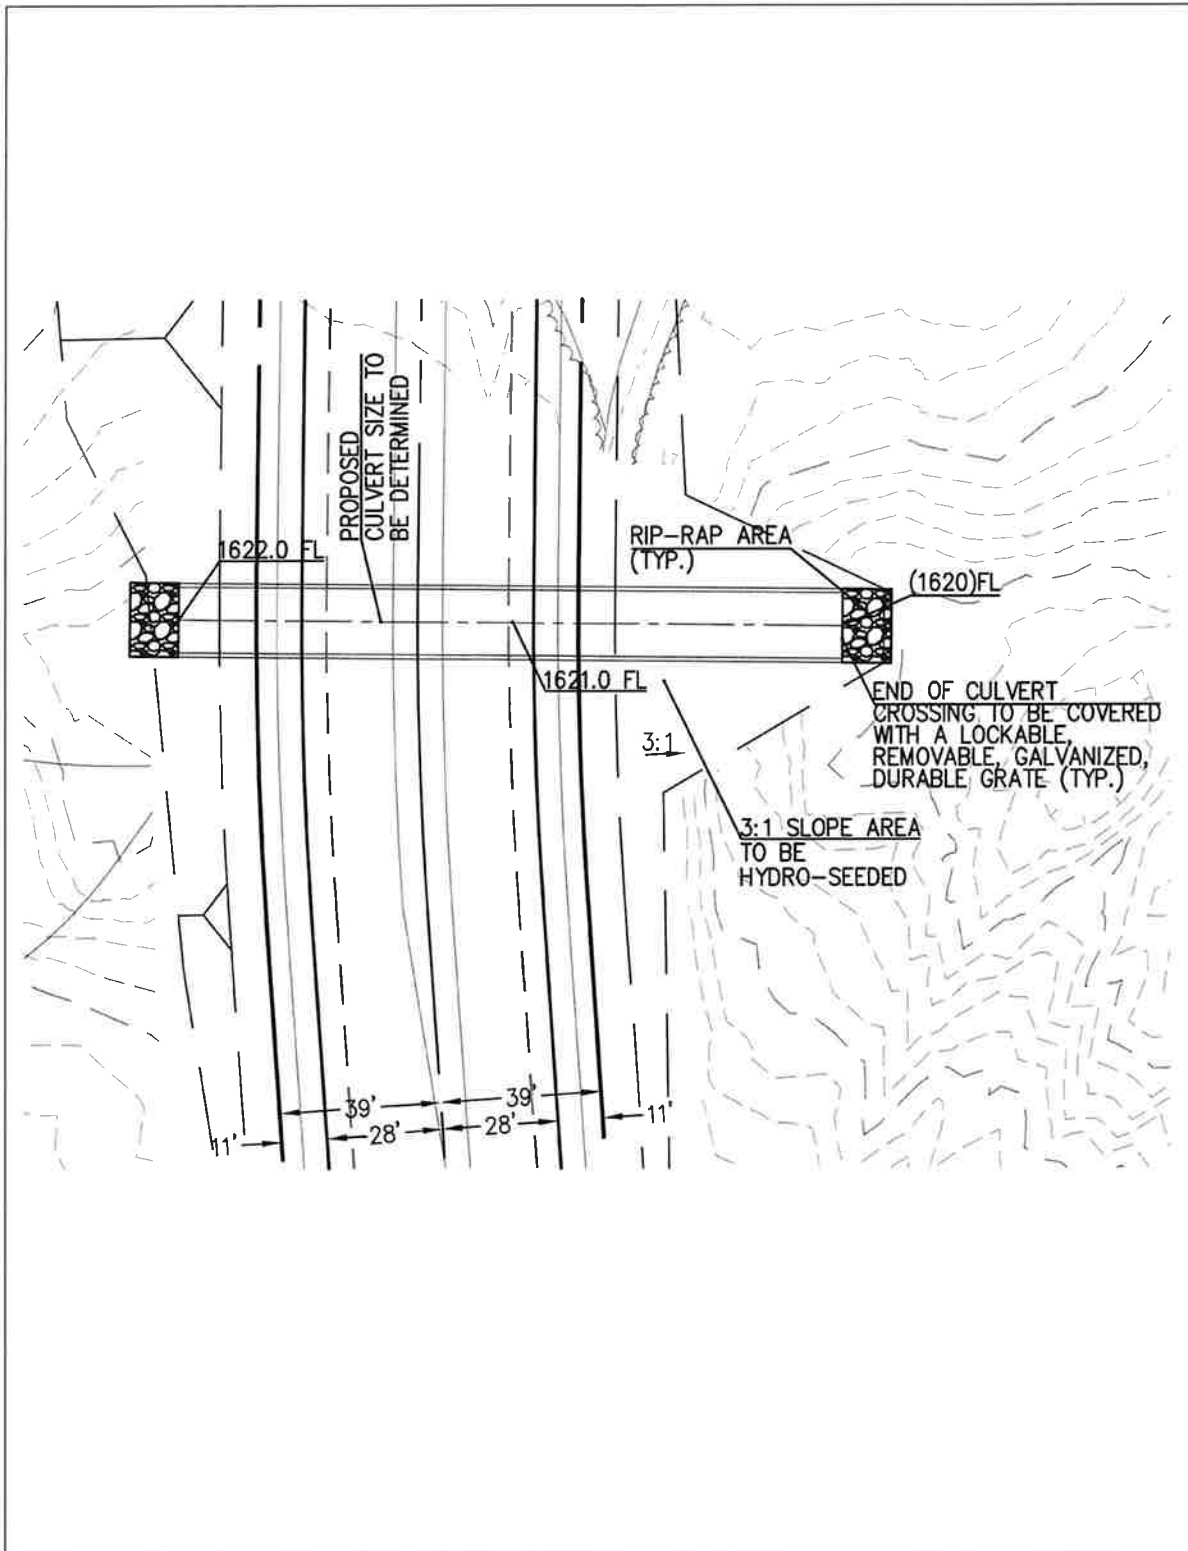 PROPOSED
CULVERT SIZE TO
BE DETERMINED
1622.0 FL
RIP-RAP AREA
(TYP.)
(1620)FL
1621.0 FL
END OF CULVERT
CROSSING TO BE COVERED
WITH A LOCKABLE,
REMOVABLE, GALVANIZED,
DURABLE GRATE (TYP.)
3:1
3:1 SLOPE AREA
TO BE
HYDRO-SEEDED
39' 39'
11' 28' 28' 11'